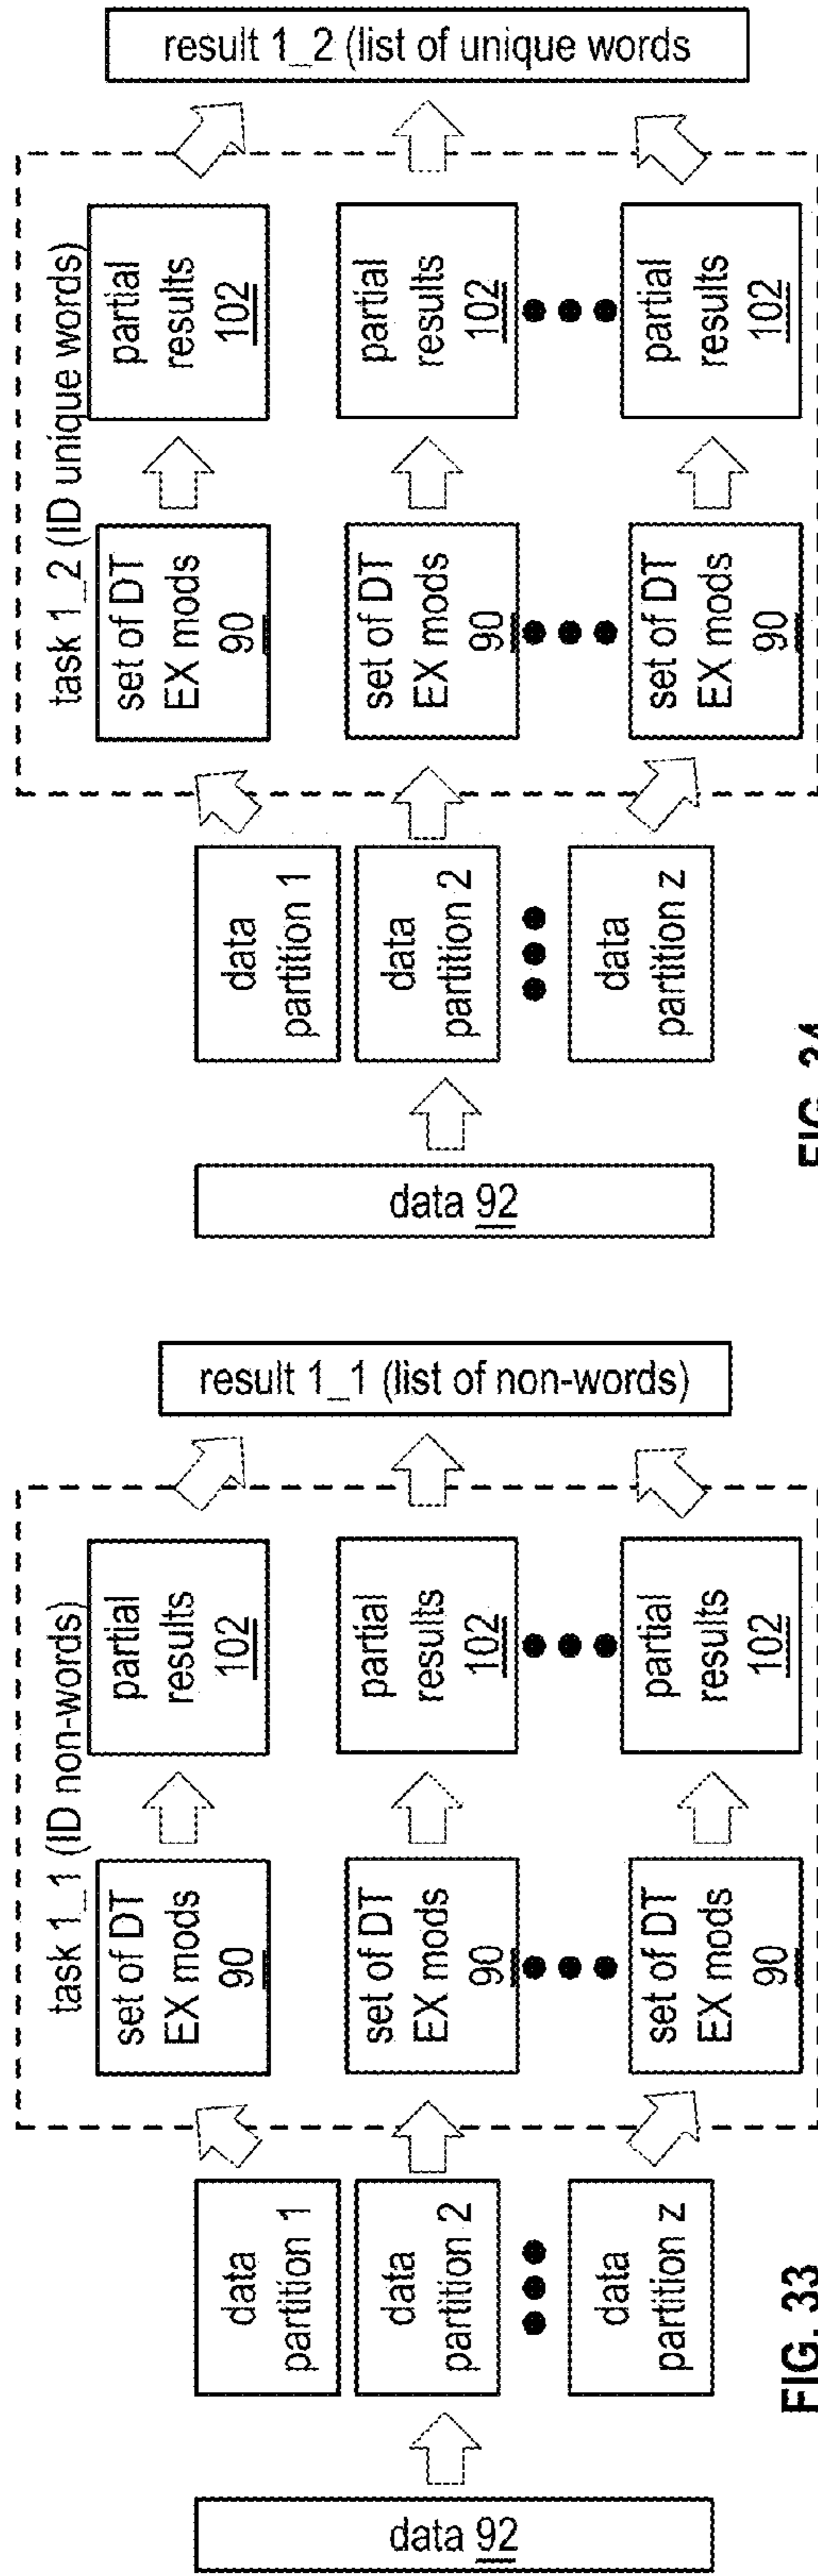 data 92
data
partition 1
data
partition 2
data
partition z
task 1_1 (ID non-words)
set of DT
EX mods
90
set of DT
EX mods
90
set of DT
EX mods
90
partial
results
102
partial
results
102
partial
results
102
result 1_1 (list of non-words)
FIG. 33
data 92
data
partition 1
data
partition 2
data
partition z
task 1_2 (ID unique words)
set of DT
EX mods
90
set of DT
EX mods
90
set of DT
EX mods
90
partial
results
102
partial
results
102
partial
results
102
result 1_2 (list of unique words
FIG. 34